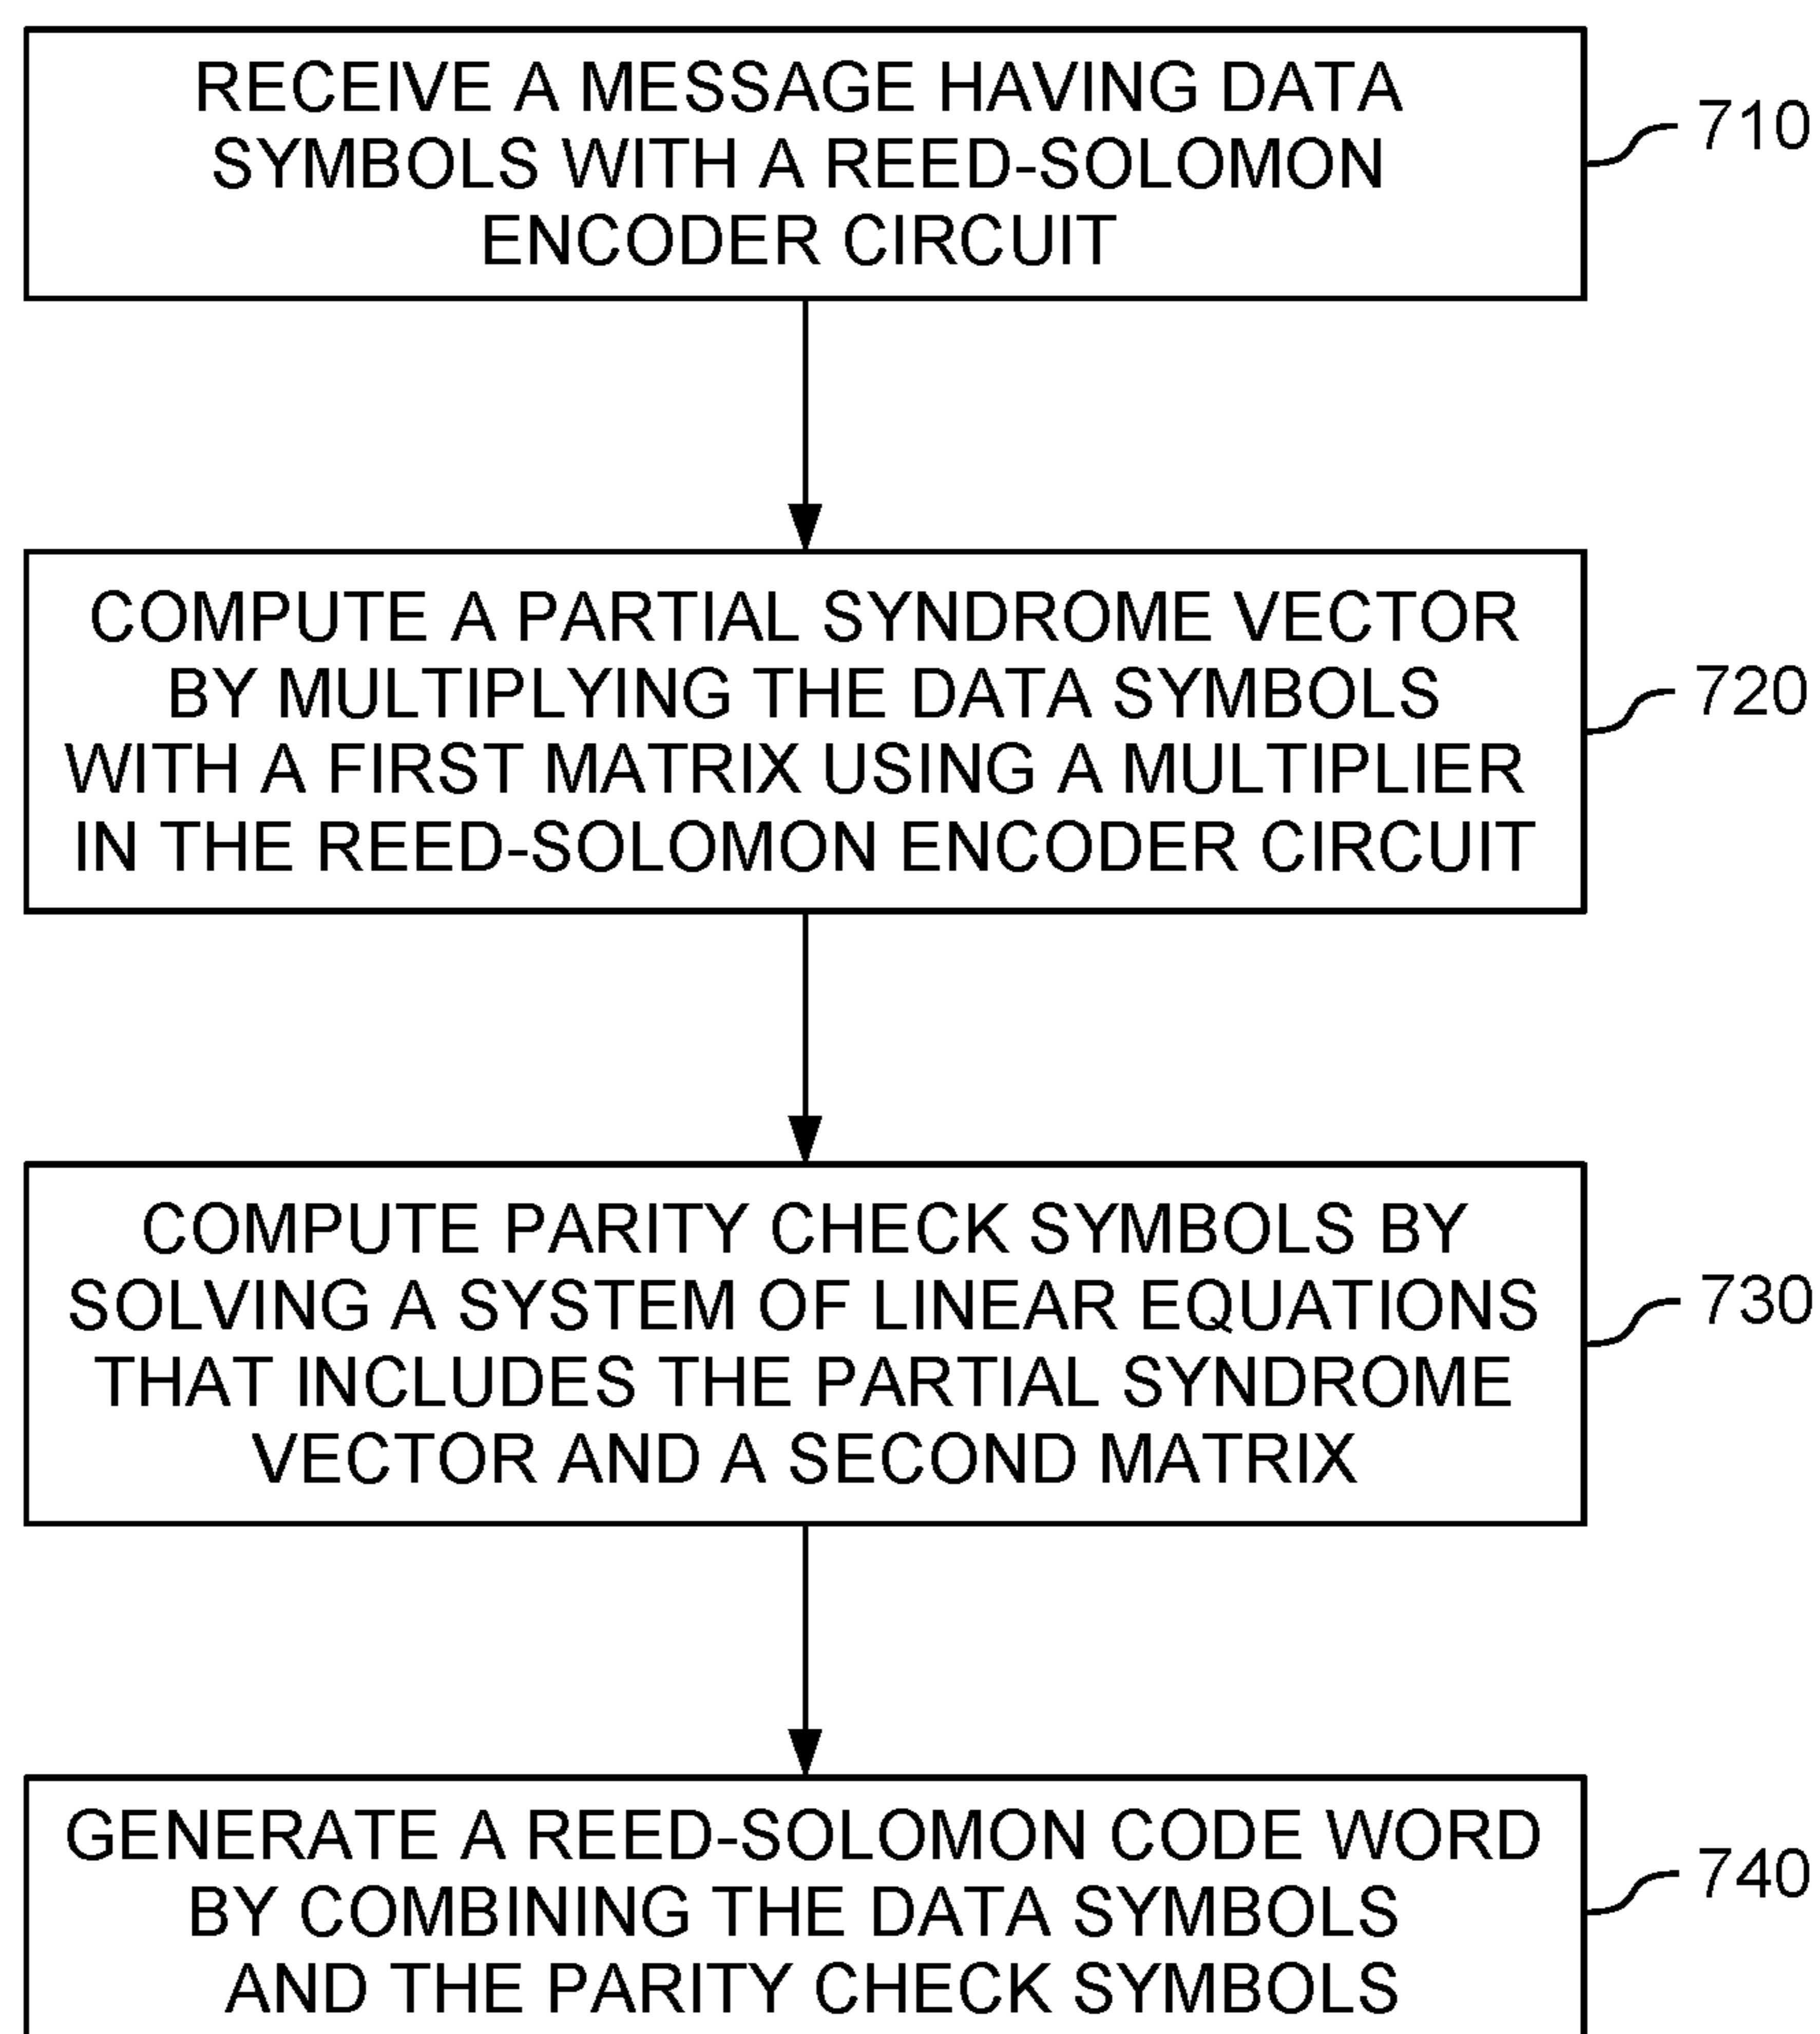 RECEIVE A MESSAGE HAVING DATA
SYMBOLS WITH A REED-SOLOMON
ENCODER CIRCUIT
710
COMPUTE A PARTIAL SYNDROME VECTOR
BY MULTIPLYING THE DATA SYMBOLS
WITH A FIRST MATRIX USING A MULTIPLIER
IN THE REED-SOLOMON ENCODER CIRCUIT
720
COMPUTE PARITY CHECK SYMBOLS BY
SOLVING A SYSTEM OF LINEAR EQUATIONS
THAT INCLUDES THE PARTIAL SYNDROME
VECTOR AND A SECOND MATRIX
730
GENERATE A REED-SOLOMON CODE WORD
BY COMBINING THE DATA SYMBOLS
AND THE PARITY CHECK SYMBOLS
740